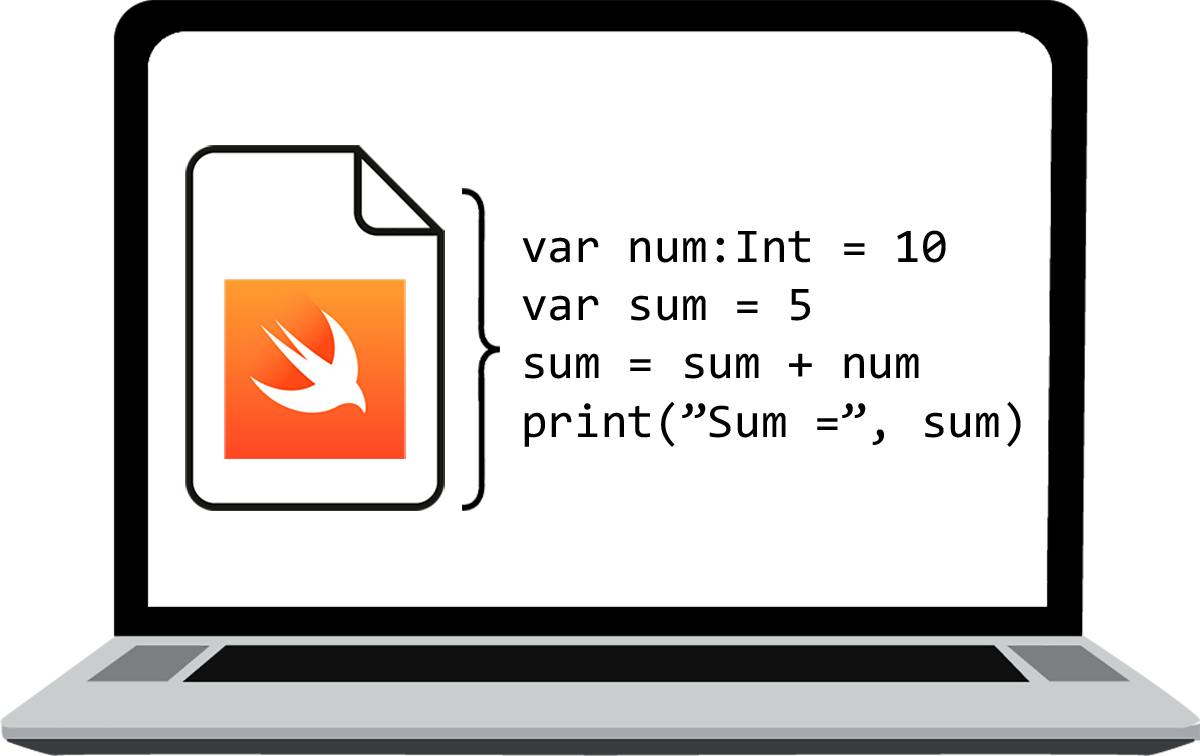 var num:Int = 10
var sum = 5
sum = sum + num
print(”Sum =”, sum)